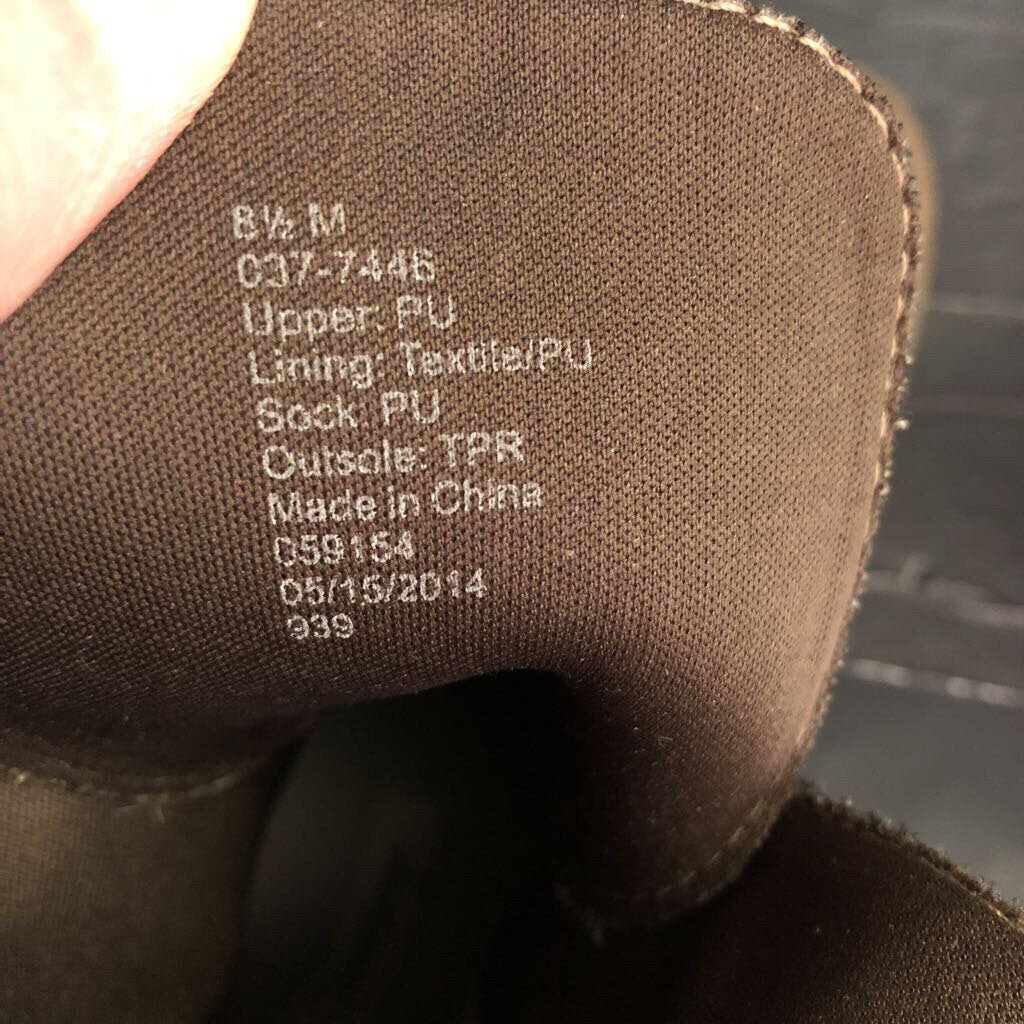 8½ M
037-7446
Upper: PU
Lining: Textile/PU
Sock: PU
Outsole: TPR
Made in China
059154
05/15/2014
939